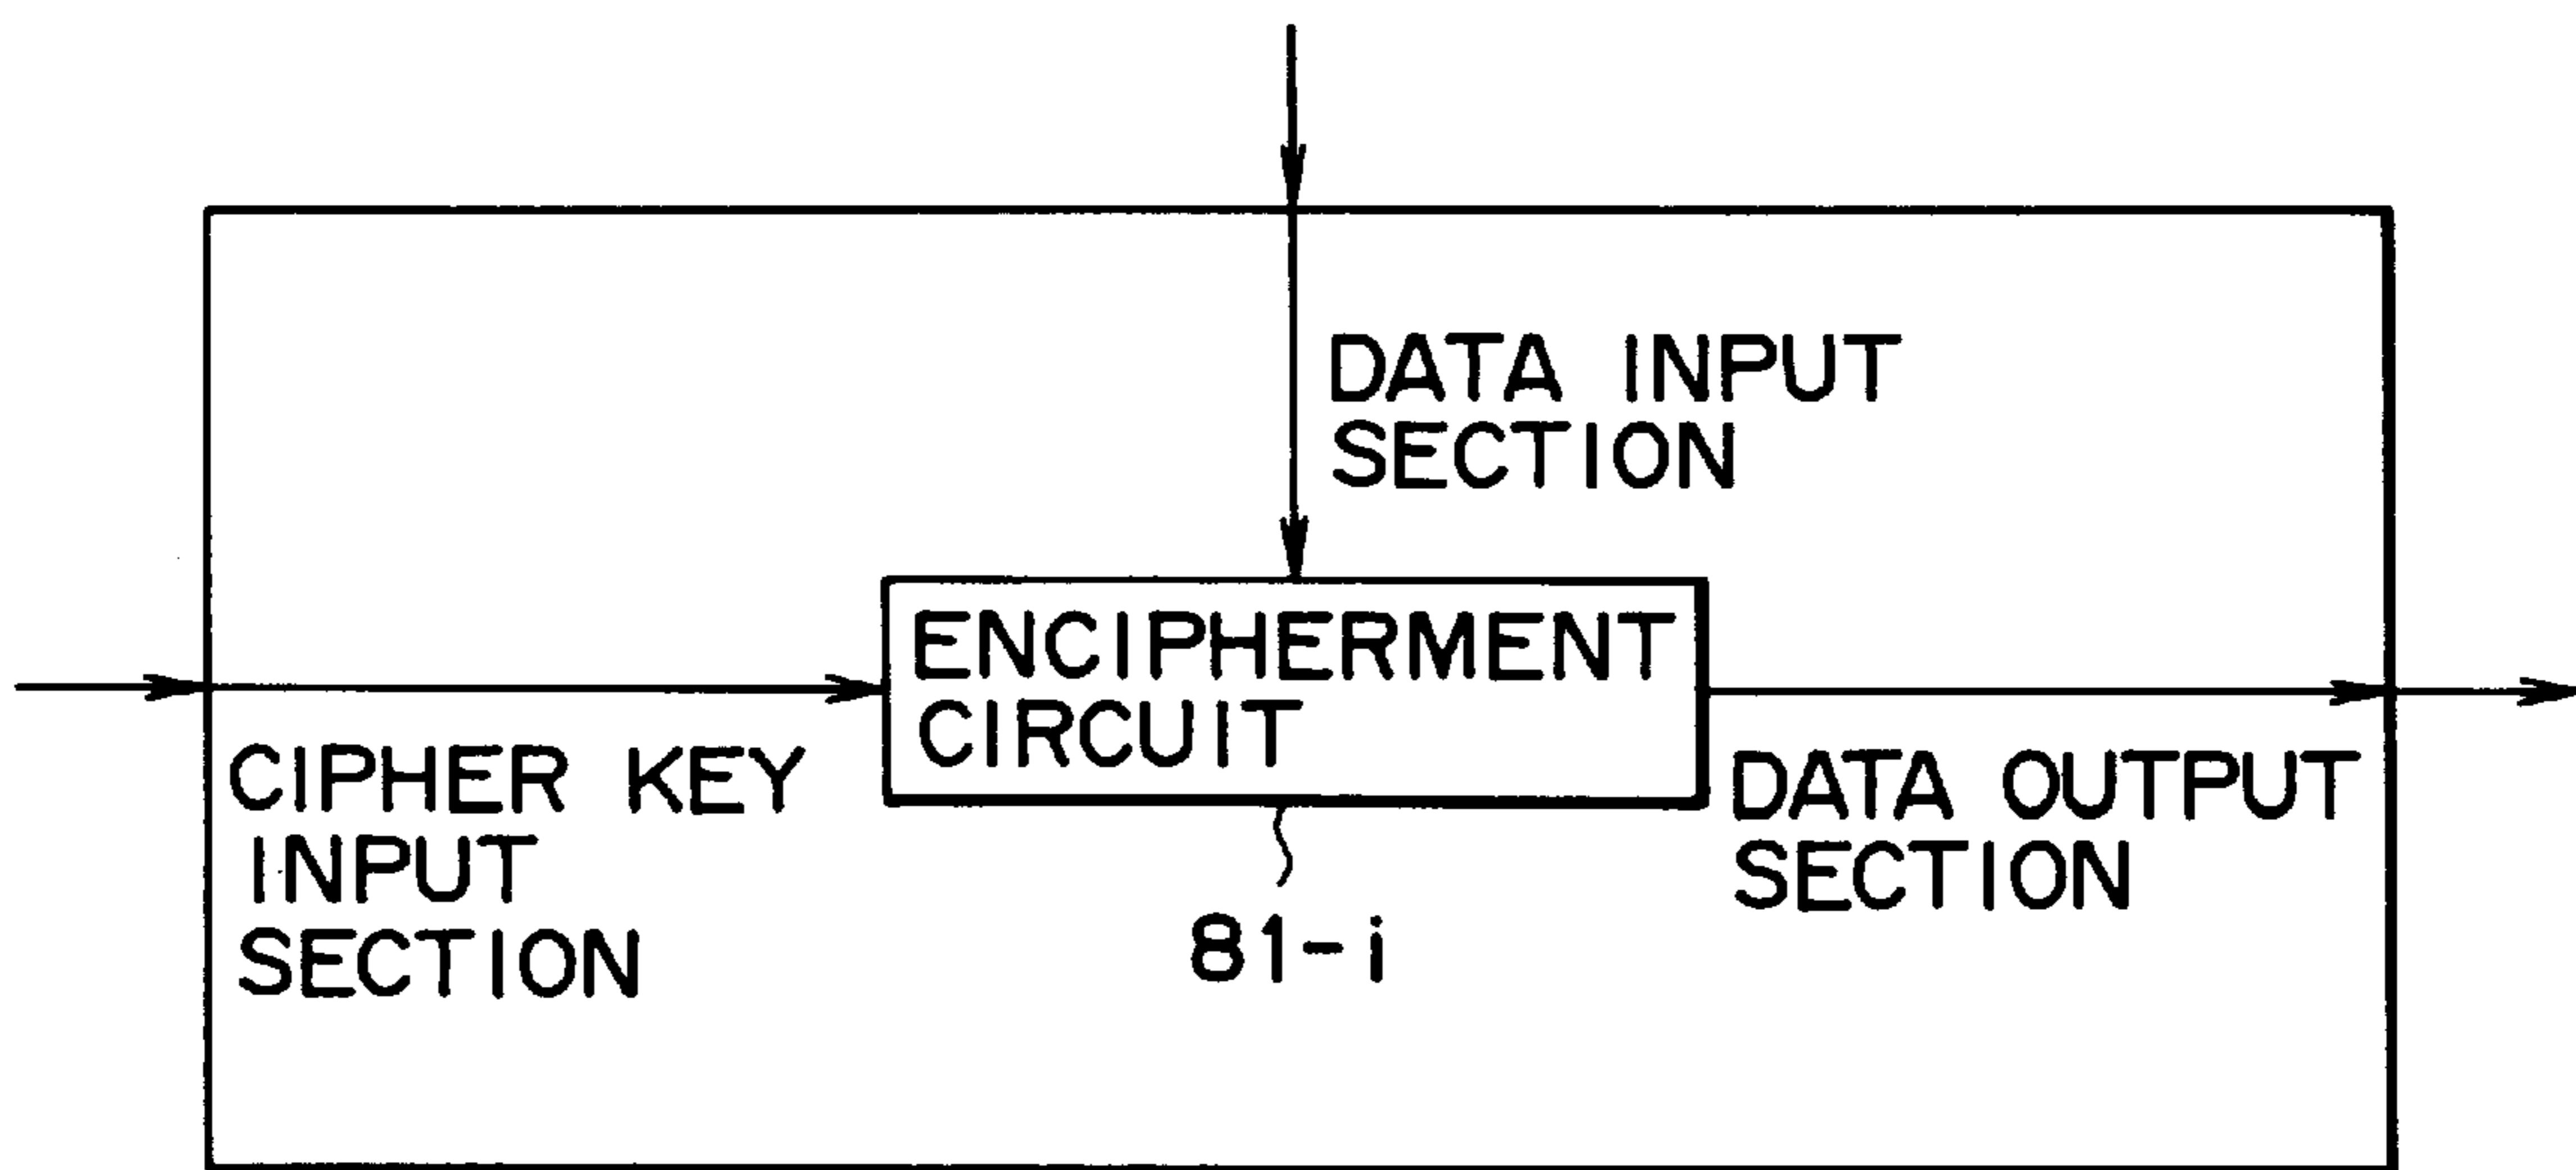 DATA INPUT
SECTION
ENCIPHERMENT
CIRCUIT
CIPHER KEY
INPUT
SECTION
DATA OUTPUT
SECTION
81-i